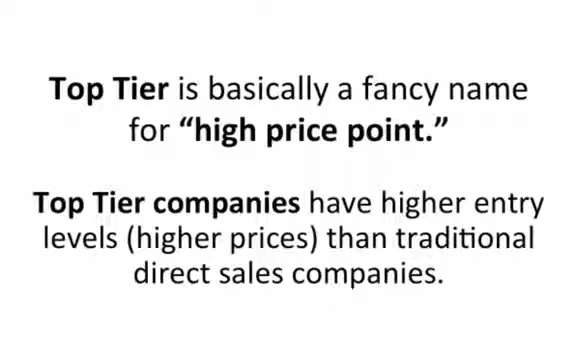 Top Tier is basically a fancy name
for “high price point.”
Top Tier companies have higher entry
levels (higher prices) than traditional
direct sales companies.